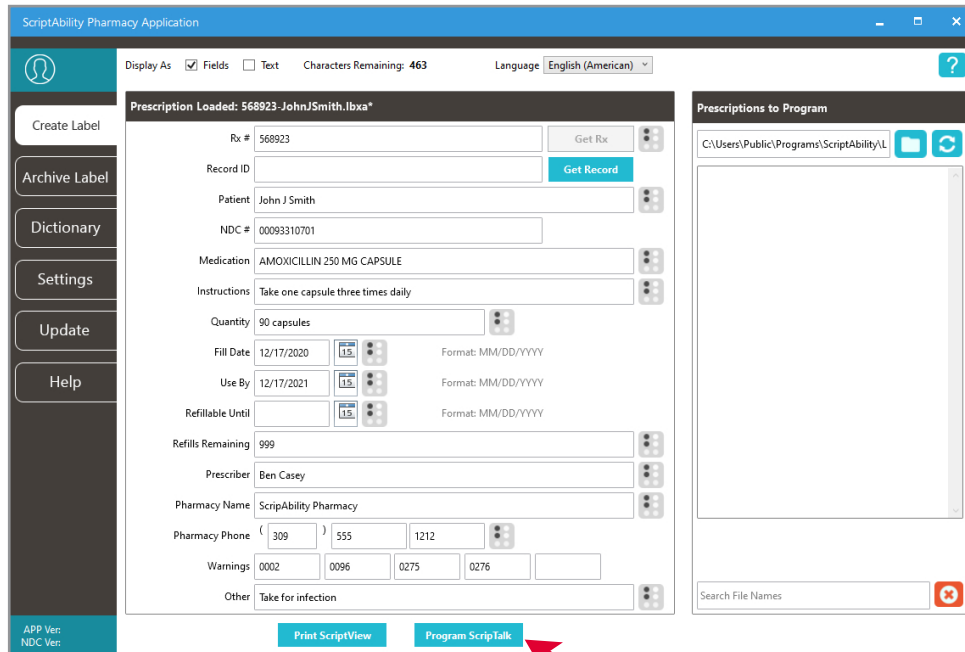 ScriptAbility Pharmacy Application
Display As Fields Text Characters Remaining: 463 Language English (American)
?
Create Label
Archive Label
Dictionary
Settings
Update
Help
APP Ver:
NDC Ver:
Prescription Loaded: 568923-JohnJSmith.lbxa*
Rx # 568923 Get Rx
Record ID Get Record
Patient John J Smith
NDC # 00093310701
Medication AMOXICILLIN 250 MG CAPSULE
Instructions Take one capsule three times daily
Quantity 90 capsules
Fill Date 12/17/2020 15 Format: MM/DD/YYYY
Use By 12/17/2021 15 Format: MM/DD/YYYY
Refillable Until 15 Format: MM/DD/YYYY
Refills Remaining 999
Prescriber Ben Casey
Pharmacy Name ScripAbility Pharmacy
Pharmacy Phone ( 309 ) 555 1212
Warnings 0002 0096 0275 0276
Other Take for infection
Print ScriptView Program ScripTalk
Prescriptions to Program
C:\Users\Public\Programs\ScriptAbility\L
Search File Names